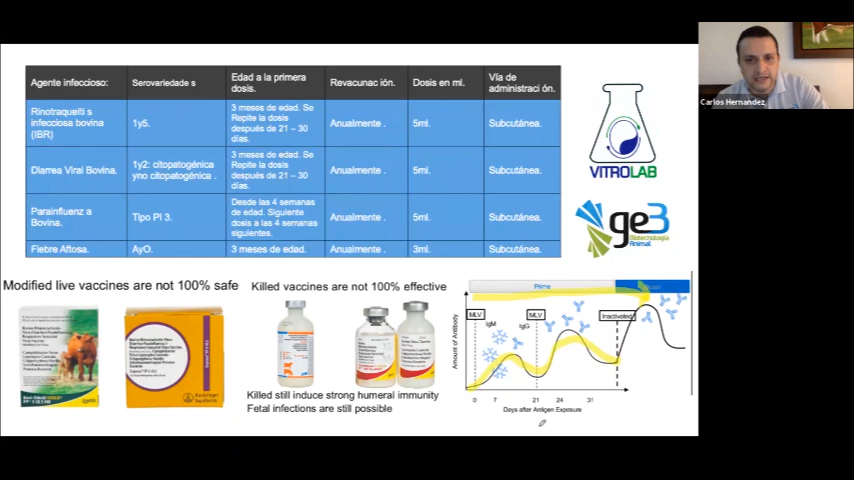 Carlos Hernandez
Agente infeccioso:
Serovariedade s
Edad a la primera
dosis.
Revacunac ión.
Dosis en ml.
Vía de
administraci ón.
Rinotraqueíti s
infecciosa bovina
(IBR)
1y5.
3 meses de edad. Se
Repite la dosis
después de 21 – 30
días.
Anualmente .
5ml.
Subcutánea.
Diarrea Viral Bovina.
1y2: citopatogénica
yno citopatogénica .
3 meses de edad. Se
Repite la dosis
después de 21 – 30
días.
Anualmente .
5ml.
Subcutánea.
Parainfluenz a
Bovina.
Tipo PI 3.
Desde las 4 semanas
de edad. Siguiente
dosis a las 4 semanas
siguientes.
Anualmente .
5ml.
Subcutánea.
Fiebre Aftosa.
AyO.
3 meses de edad.
Anualmente .
3ml.
Subcutánea.
VITROLAB
ge3
Biotecnología
Animal
Modified live vaccines are not 100% safe
Killed vaccines are not 100% effective
Killed still induce strong humeral immunity
Fetal infections are still possible
Prime
MLV
MLV
Inactivated
IgM
IgG
Amount of Antibody
0
7
21
24
31
Days after Antigen Exposure